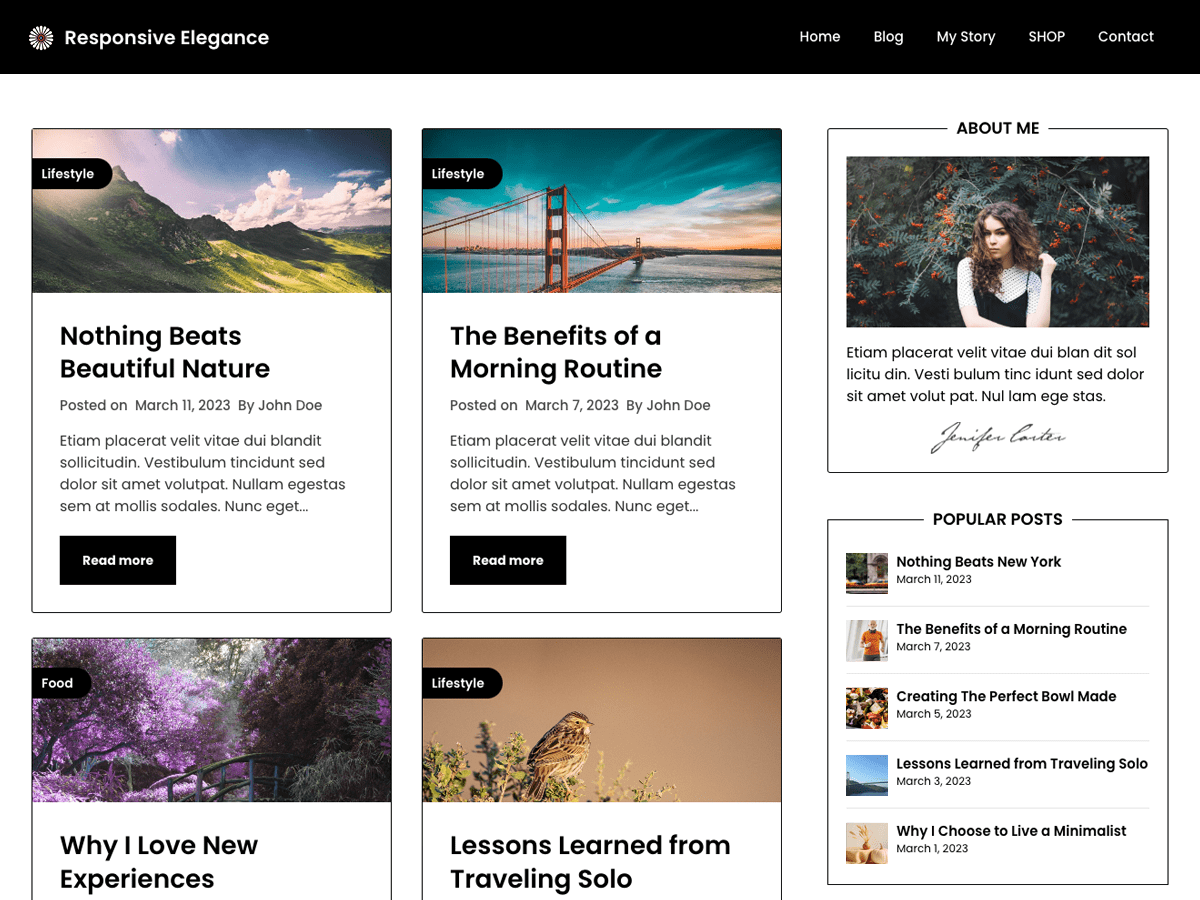 Responsive Elegance
Home Blog My Story SHOP Contact
Lifestyle
Nothing Beats
Beautiful Nature
Posted on March 11, 2023 By John Doe
Etiam placerat velit vitae dui blandit
sollicitudin. Vestibulum tincidunt sed
dolor sit amet volutpat. Nullam egestas
sem at mollis sodales. Nunc eget...
Read more
Lifestyle
The Benefits of a
Morning Routine
Posted on March 7, 2023 By John Doe
Etiam placerat velit vitae dui blandit
sollicitudin. Vestibulum tincidunt sed
dolor sit amet volutpat. Nullam egestas
sem at mollis sodales. Nunc eget...
Read more
Food
Why I Love New
Experiences
Lifestyle
Lessons Learned from
Traveling Solo
ABOUT ME
Etiam placerat velit vitae dui blan dit sol
licitu din. Vesti bulum tinc idunt sed dolor
sit amet volut pat. Nul lam ege stas.
Jenifer Carter
POPULAR POSTS
Nothing Beats New York
March 11, 2023
The Benefits of a Morning Routine
March 7, 2023
Creating The Perfect Bowl Made
March 5, 2023
Lessons Learned from Traveling Solo
March 3, 2023
Why I Choose to Live a Minimalist
March 1, 2023